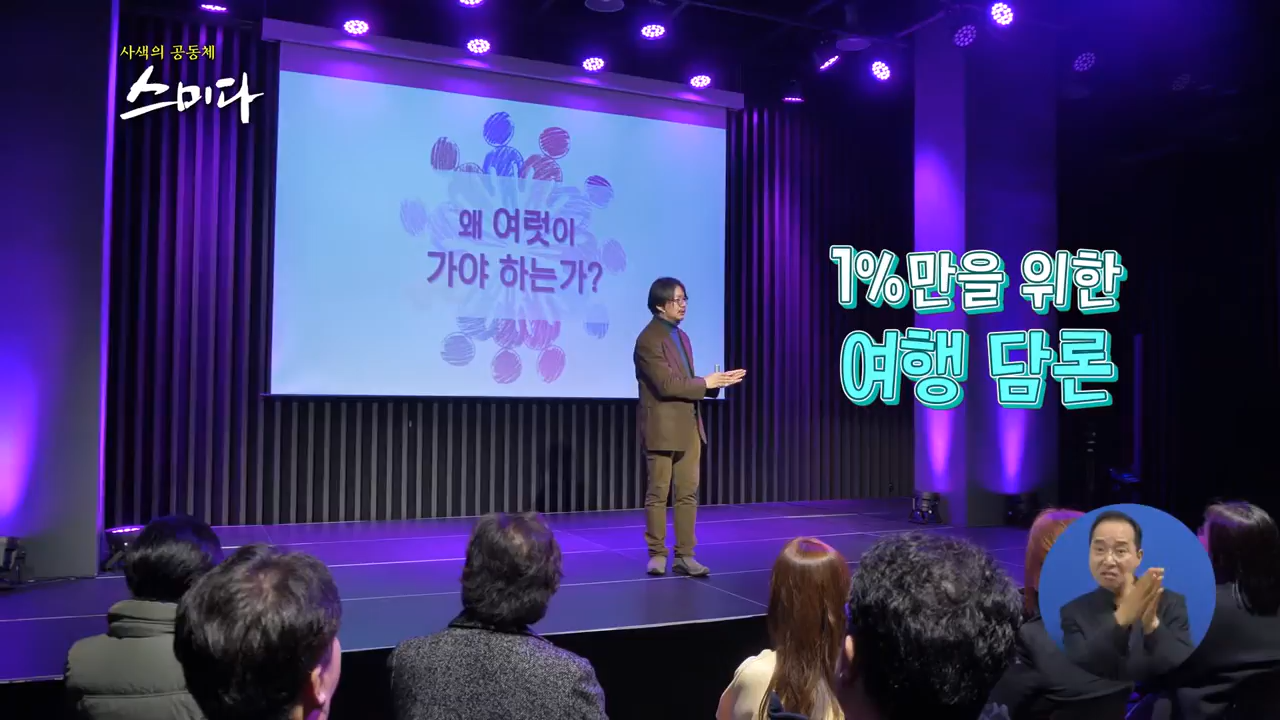 사색의 공동체
스미다
왜 여럿이
가야 하는가?
1%만을 위한
여행 담론